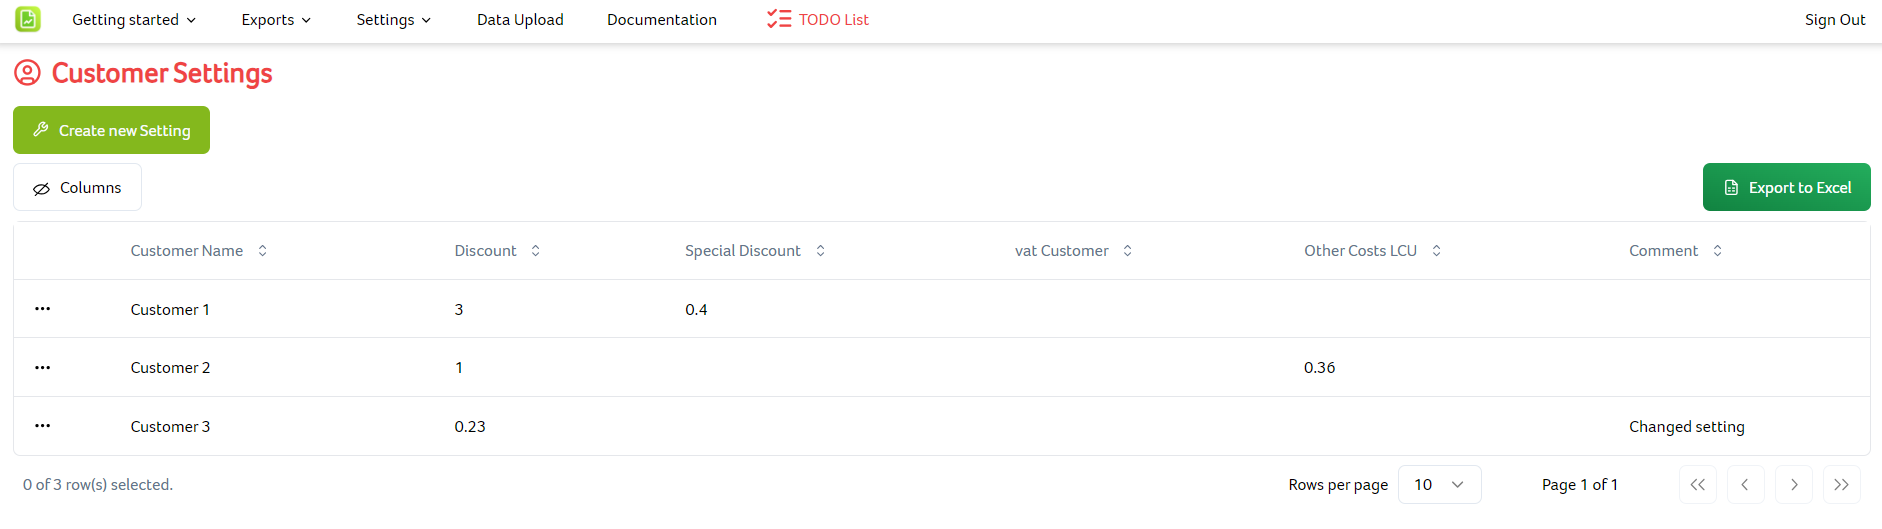 Getting started Exports Settings Data Upload Documentation TODO List Sign Out
Customer Settings
Create new Setting
Columns Export to Excel
Customer Name Discount Special Discount vat Customer Other Costs LCU Comment
Customer 1 3 0.4
Customer 2 1 0.36
Customer 3 0.23 Changed setting
0 of 3 row(s) selected. Rows per page 10 Page 1 of 1